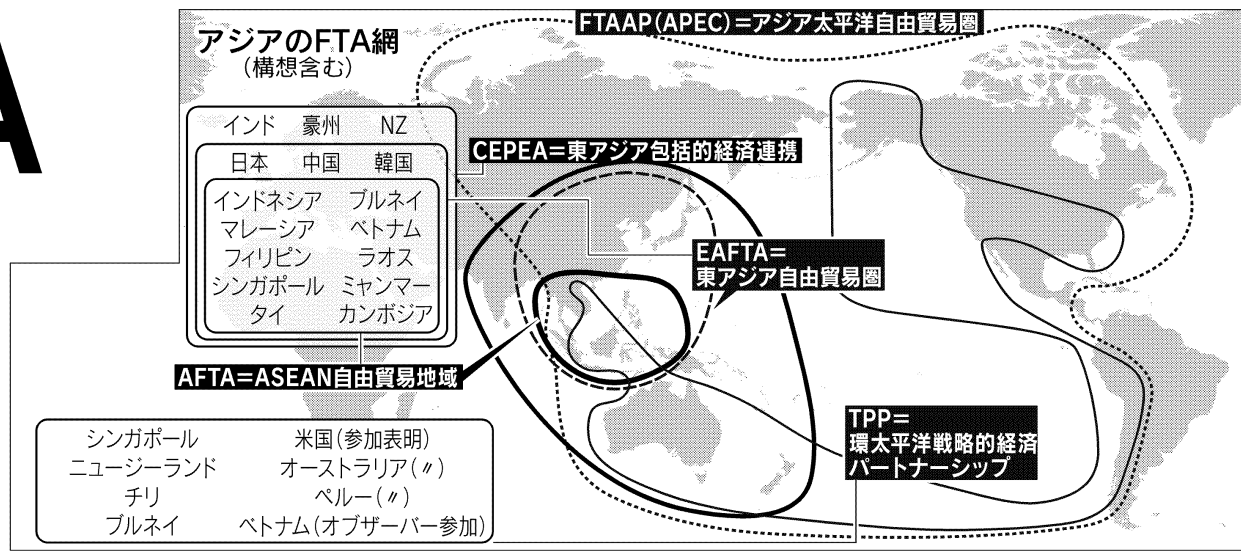 A
アジアのFTA網
(構想含む)
FTAAP(APEC)=アジア太平洋自由貿易圏
インド 豪州 NZ
日本 中国 韓国
インドネシア ブルネイ
マレーシア ベトナム
フィリピン ラオス
シンガポール ミャンマー
タイ カンボジア
CEPEA=東アジア包括的経済連携
EAFTA=
東アジア自由貿易圏
AFTA=ASEAN自由貿易地域
TPP=
環太平洋戦略的経済
パートナーシップ
シンガポール 米国(参加表明)
ニュージーランド オーストラリア(〃)
チリ ペルー(〃)
ブルネイ ベトナム(オブザーバー参加)